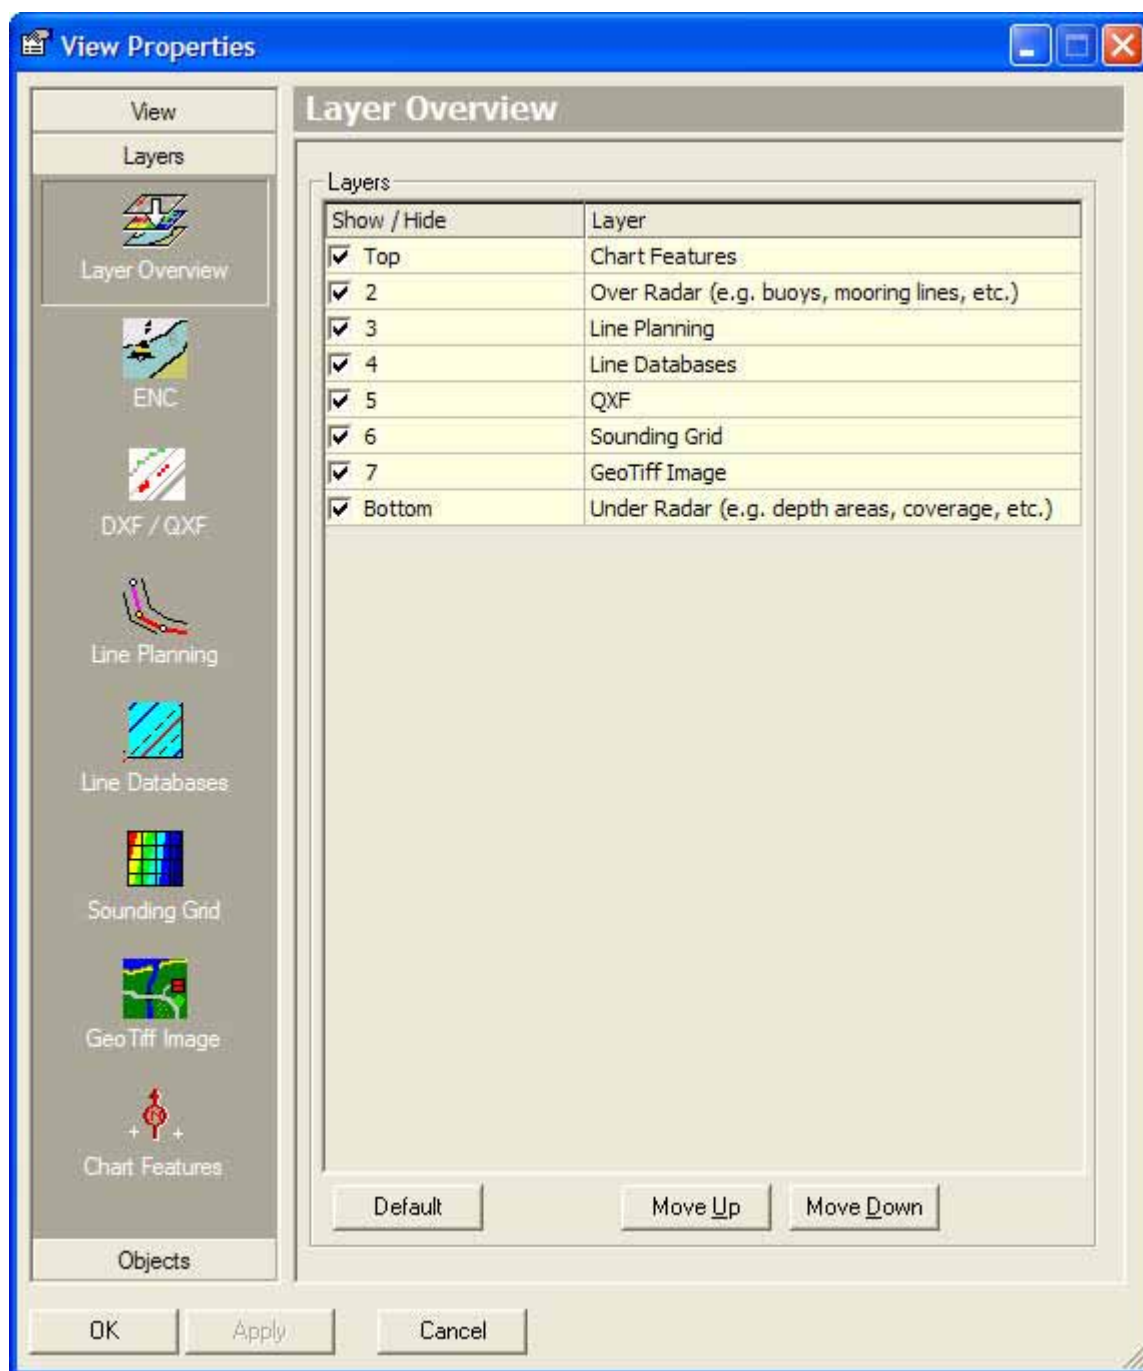 View Properties
View
Layers
Layer Overview
ENC
DXF / QXF
Line Planning
Line Databases
Sounding Grid
GeoTiff Image
Chart Features
Objects
Layer Overview
Layers
Show / Hide Layer
Top Chart Features
2 Over Radar (e.g. buoys, mooring lines, etc.)
3 Line Planning
4 Line Databases
5 QXF
6 Sounding Grid
7 GeoTiff Image
Bottom Under Radar (e.g. depth areas, coverage, etc.)
Default Move Up Move Down
OK Apply Cancel